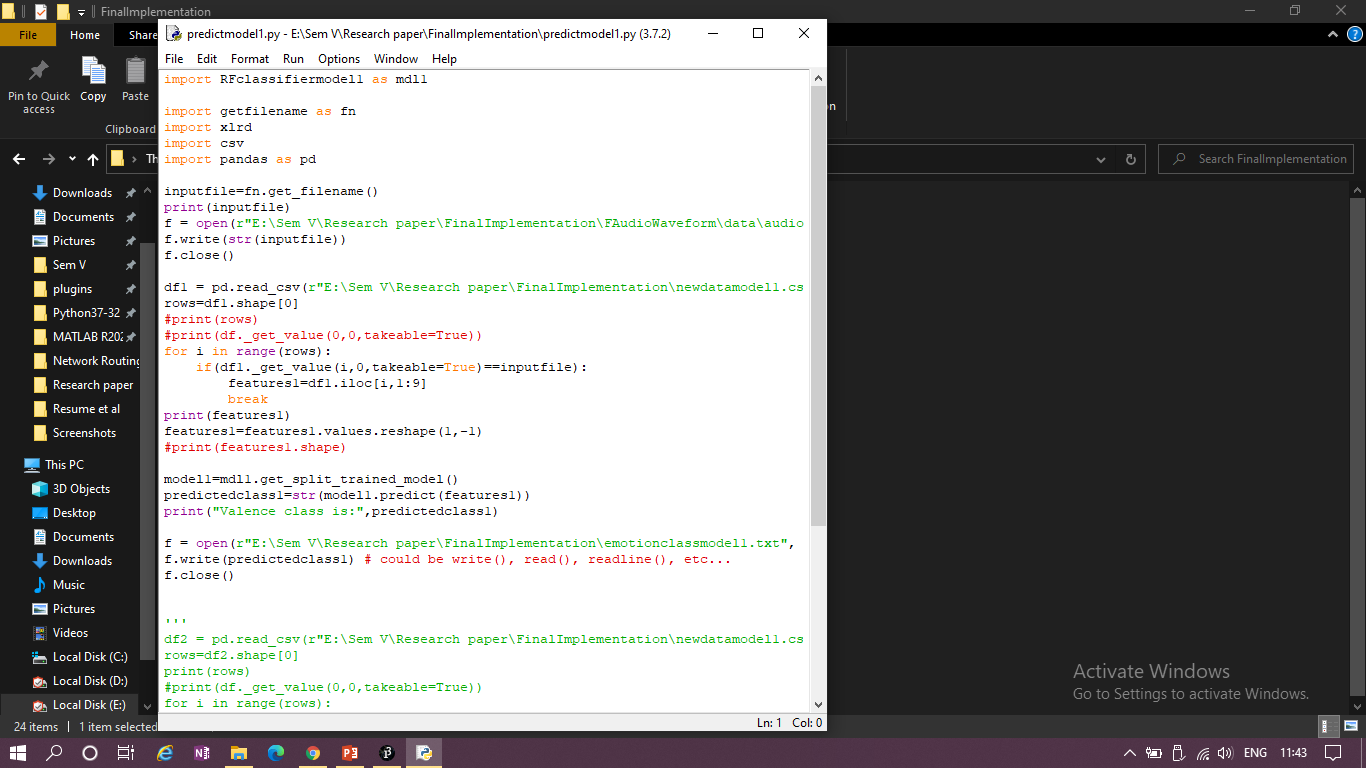 FinalImplementation
File
Home
Share
Pin to Quick access
Copy
Paste
Clipboard
Th
Search FinalImplementation
Downloads
Documents
Pictures
Sem V
plugins
Python37-32
MATLAB R202
Network Routing
Research paper
Resume et al
Screenshots
This PC
3D Objects
Desktop
Documents
Downloads
Music
Pictures
Videos
Local Disk (C:)
Local Disk (D:)
Local Disk (E:)
24 items
1 item selected
predictmodel1.py - E:\Sem V\Research paper\FinalImplementation\predictmodel1.py (3.7.2)
File Edit Format Run Options Window Help
import RFclassifiermodel1 as mdl1
import getfilename as fn
import xlrd
import csv
import pandas as pd
inputfile=fn.get_filename()
print(inputfile)
f = open(r"E:\Sem V\Research paper\FinalImplementation\FAudioWaveform\data\audio
f.write(str(inputfile))
f.close()
df1 = pd.read_csv(r"E:\Sem V\Research paper\FinalImplementation\newdatamodel1.cs
rows=df1.shape[0]
#print(rows)
#print(df._get_value(0,0,takeable=True))
for i in range(rows):
    if(df1._get_value(i,0,takeable=True)==inputfile):
        features1=df1.iloc[i,1:9]
        break
print(features1)
features1=features1.values.reshape(1,-1)
#print(features1.shape)
model1=mdl1.get_split_trained_model()
predictedclass1=str(model1.predict(features1))
print("Valence class is:",predictedclass1)
f = open(r"E:\Sem V\Research paper\FinalImplementation\emotionclassmodel1.txt",
f.write(predictedclass1) # could be write(), read(), readline(), etc...
f.close()
'''
df2 = pd.read_csv(r"E:\Sem V\Research paper\FinalImplementation\newdatamodel1.cs
rows=df2.shape[0]
print(rows)
#print(df._get_value(0,0,takeable=True))
for i in range(rows):
Ln: 1 Col: 0
on
Activate Windows
Go to Settings to activate Windows.
ENG
11:43